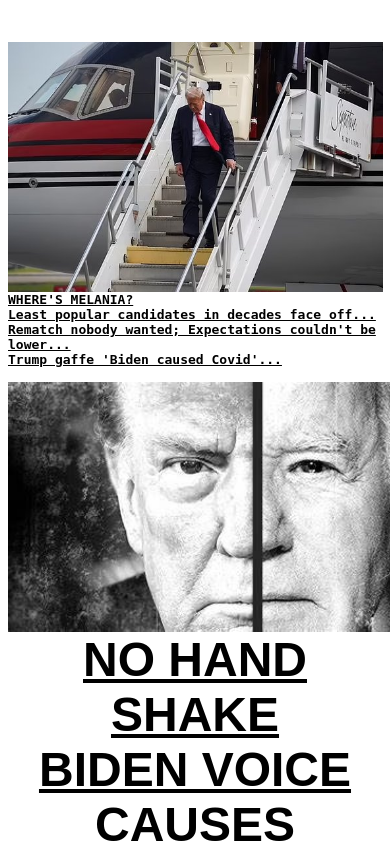 Signature
WHERE'S MELANIA?
Least popular candidates in decades face off...
Rematch nobody wanted; Expectations couldn't be
lower...
Trump gaffe 'Biden caused Covid'...
NO HAND
SHAKE
BIDEN VOICE
CAUSES